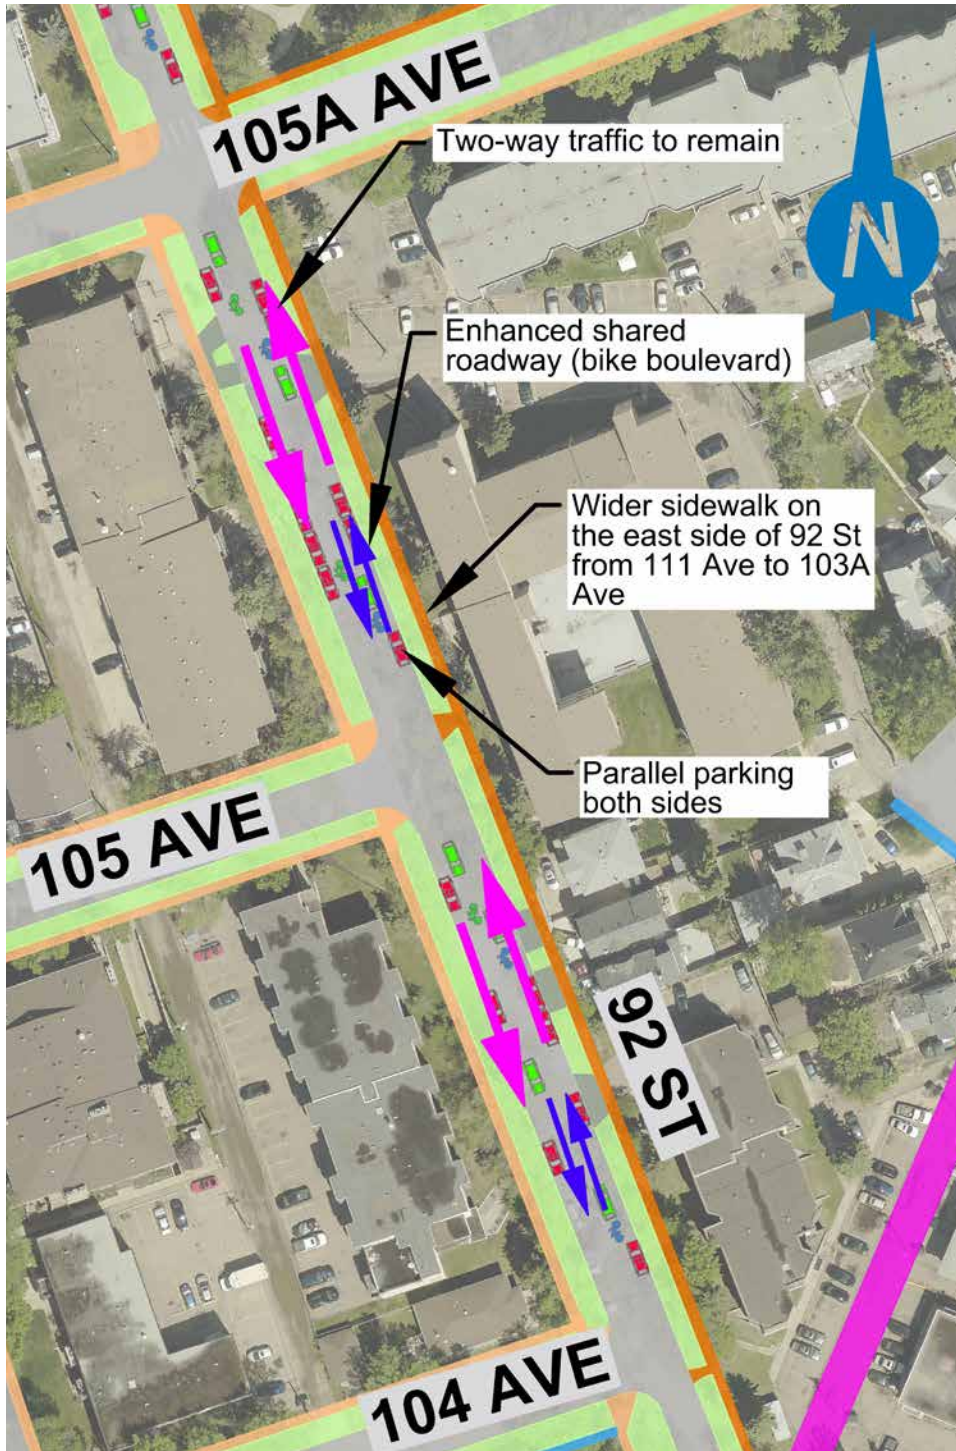 105A AVE
Two-way traffic to remain
N
Enhanced shared
roadway (bike boulevard)
Wider sidewalk on
the east side of 92 St
from 111 Ave to 103A
Ave
Parallel parking
both sides
105 AVE
92 ST
104 AVE